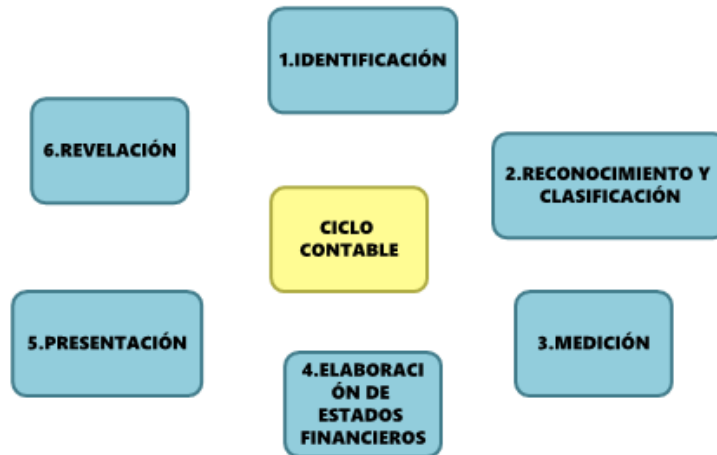 1.IDENTIFICACIÓN
6.REVELACIÓN
2.RECONOCIMIENTO Y
CLASIFICACIÓN
CICLO
CONTABLE
5.PRESENTACIÓN
3.MEDICIÓN
4.ELABORACI
ÓN DE
ESTADOS
FINANCIEROS